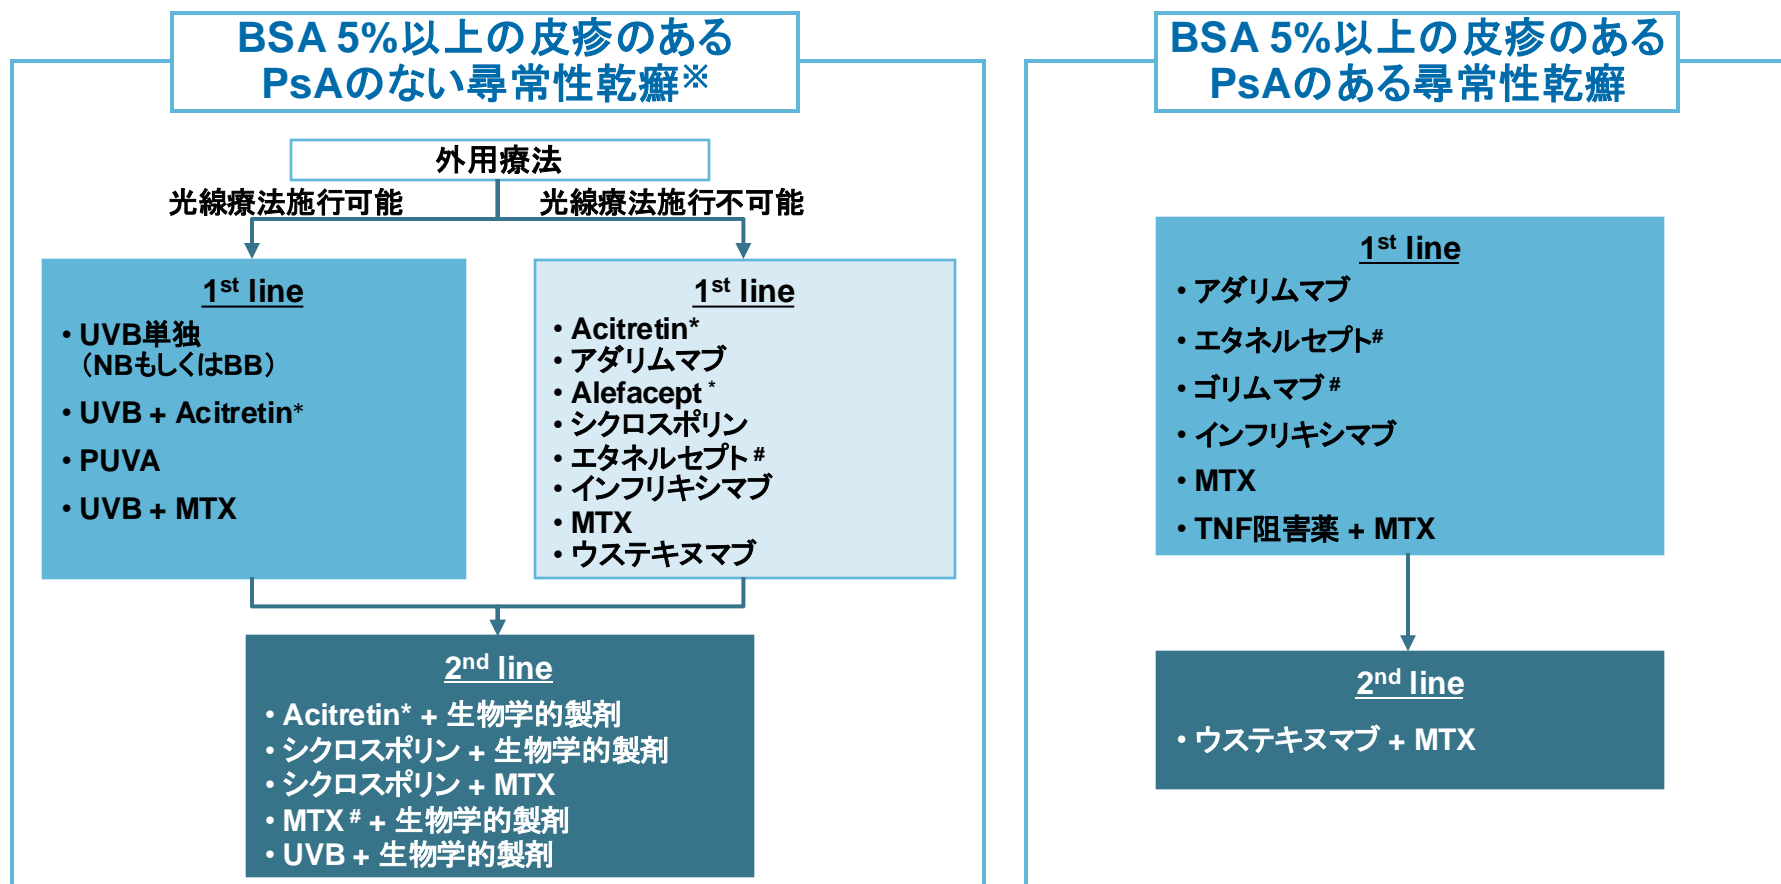 BSA 5%以上の皮疹のある
PsAのない尋常性乾癬※
外用療法
光線療法施行可能
光線療法施行不可能
1st line
・UVB単独
（NBもしくはBB）
・UVB + Acitretin*
・PUVA
・UVB + MTX
1st line
・Acitretin*
・アダリムマブ
・Alefacept *
・シクロスポリン
・エタネルセプト #
・インフリキシマブ
・MTX
・ウステキヌマブ
2nd line
・Acitretin* + 生物学的製剤
・シクロスポリン + 生物学的製剤
・シクロスポリン + MTX
・MTX # + 生物学的製剤
・UVB + 生物学的製剤
BSA 5%以上の皮疹のある
PsAのある尋常性乾癬
1st line
・アダリムマブ
・エタネルセプト#
・ゴリムマブ #
・インフリキシマブ
・MTX
・TNF阻害薬 + MTX
2nd line
・ウステキヌマブ + MTX